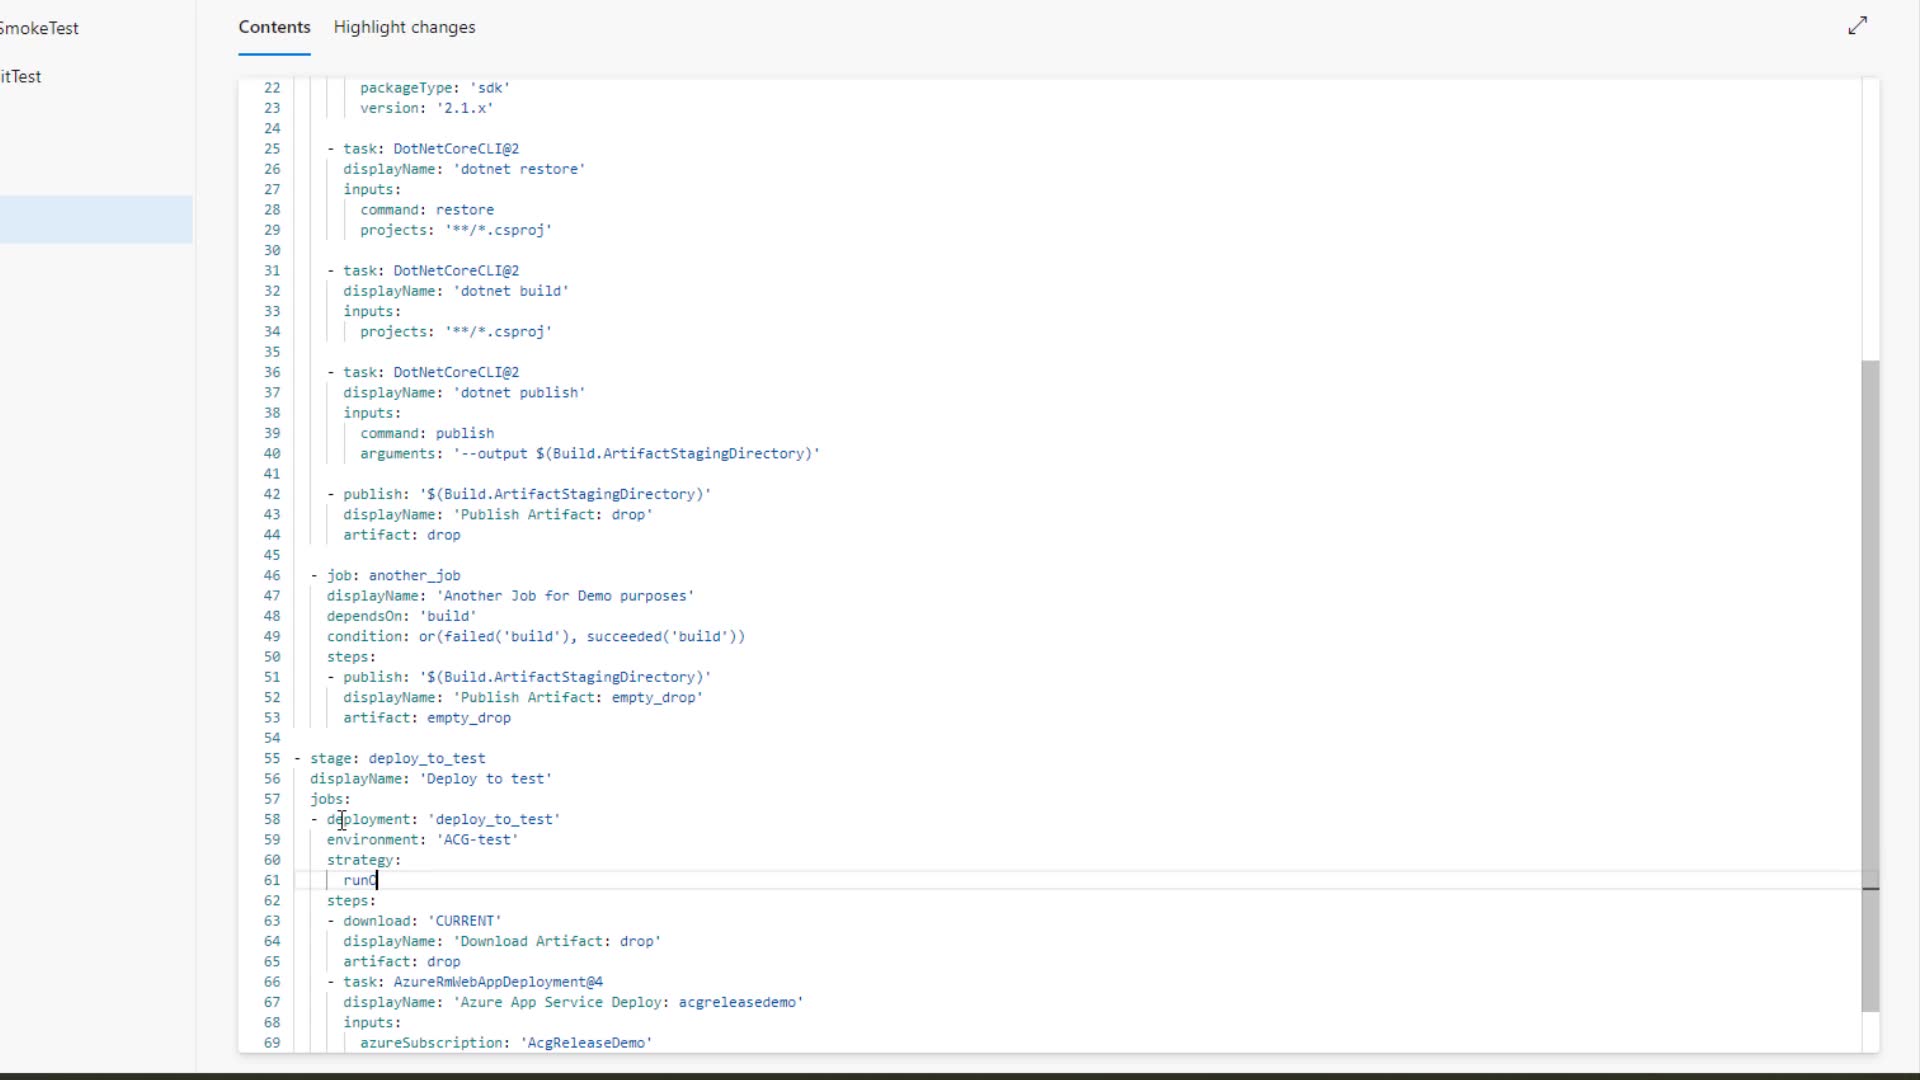 SmokeTest
itTest
Contents Highlight changes
22 packageType: 'sdk'
23 version: '2.1.x'
24
25 - task: DotNetCoreCLI@2
26 displayName: 'dotnet restore'
27 inputs:
28 command: restore
29 projects: '**/*.csproj'
30
31 - task: DotNetCoreCLI@2
32 displayName: 'dotnet build'
33 inputs:
34 projects: '**/*.csproj'
35
36 - task: DotNetCoreCLI@2
37 displayName: 'dotnet publish'
38 inputs:
39 command: publish
40 arguments: '--output $(Build.ArtifactStagingDirectory)'
41
42 - publish: '$(Build.ArtifactStagingDirectory)'
43 displayName: 'Publish Artifact: drop'
44 artifact: drop
45
46 - job: another_job
47 displayName: 'Another Job for Demo purposes'
48 dependsOn: 'build'
49 condition: or(failed('build'), succeeded('build'))
50 steps:
51 - publish: '$(Build.ArtifactStagingDirectory)'
52 displayName: 'Publish Artifact: empty_drop'
53 artifact: empty_drop
54
55 - stage: deploy_to_test
56 displayName: 'Deploy to test'
57 jobs:
58 - deployment: 'deploy_to_test'
59 environment: 'ACG-test'
60 strategy:
61 runO
62 steps:
63 - download: 'CURRENT'
64 displayName: 'Download Artifact: drop'
65 artifact: drop
66 - task: AzureRmWebAppDeployment@4
67 displayName: 'Azure App Service Deploy: acgreleasedemo'
68 inputs:
69 azureSubscription: 'AcgReleaseDemo'